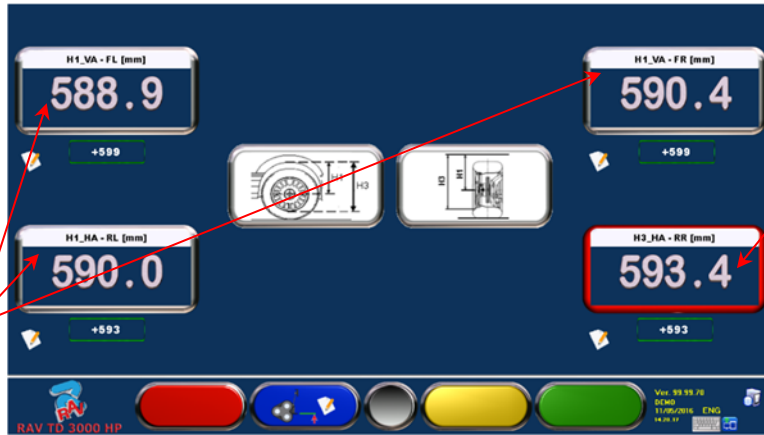 H1_VA - FL [mm]
588.9
+599
H1_VA - FR [mm]
590.4
+599
H1
H3
H3
H1
H1_HA - RL [mm]
590.0
+593
H3_HA - RR [mm]
593.4
+593
RAV
RAV TD 3000 HP
Ver. 99.99.78
DEMO
11/05/2016 ENG